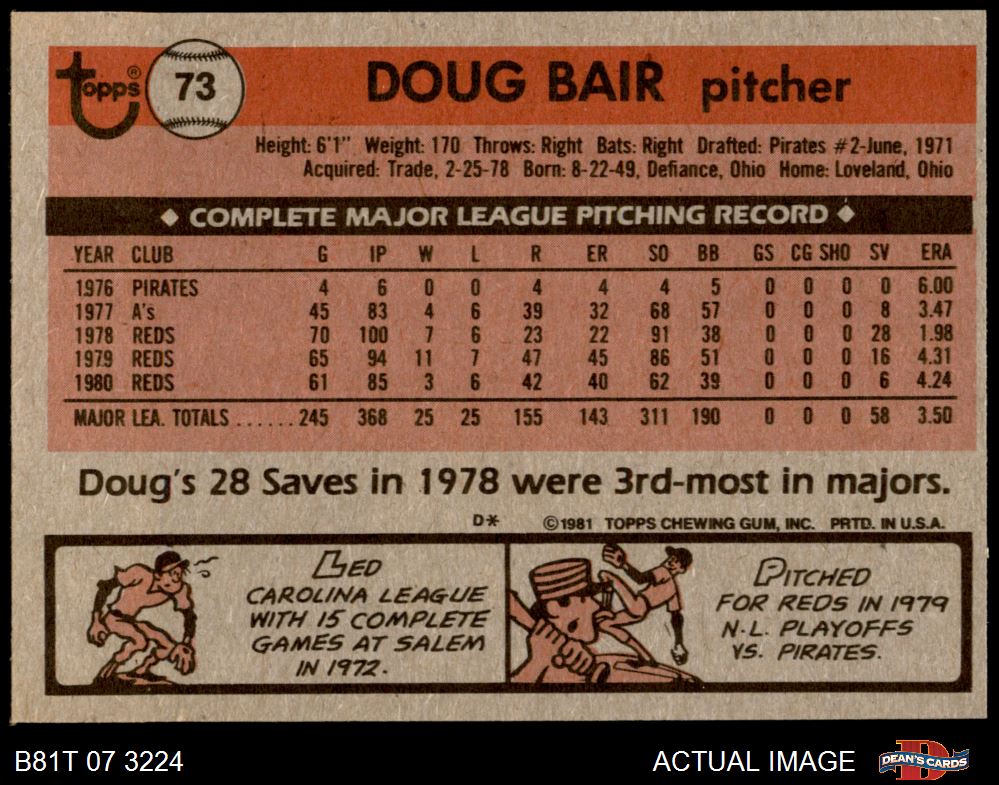 topps® 73 DOUG BAIR pitcher
Height: 6'1" Weight: 170 Throws: Right Bats: Right Drafted: Pirates #2-June, 1971
Acquired: Trade, 2-25-78 Born: 8-22-49, Defiance, Ohio Home: Loveland, Ohio
◆ COMPLETE MAJOR LEAGUE PITCHING RECORD ◆
YEAR CLUB G IP W L R ER SO BB GS CG SHO SV ERA
1976 PIRATES 4 6 0 0 4 4 4 5 0 0 0 0 6.00
1977 A's 45 83 4 6 39 32 68 57 0 0 0 8 3.47
1978 REDS 70 100 7 6 23 22 91 38 0 0 0 28 1.98
1979 REDS 65 94 11 7 47 45 86 51 0 0 0 16 4.31
1980 REDS 61 85 3 6 42 40 62 39 0 0 0 6 4.24
MAJOR LEA. TOTALS ...... 245 368 25 25 155 143 311 190 0 0 0 58 3.50
Doug's 28 Saves in 1978 were 3rd-most in majors.
D* ©1981 TOPPS CHEWING GUM, INC. PRTD. IN U.S.A.
LED
CAROLINA LEAGUE
WITH 15 COMPLETE
GAMES AT SALEM
IN 1972.
PITCHED
FOR REDS IN 1979
N.L. PLAYOFFS
VS. PIRATES.
B81T 07 3224 ACTUAL IMAGE DEAN'S CARDS